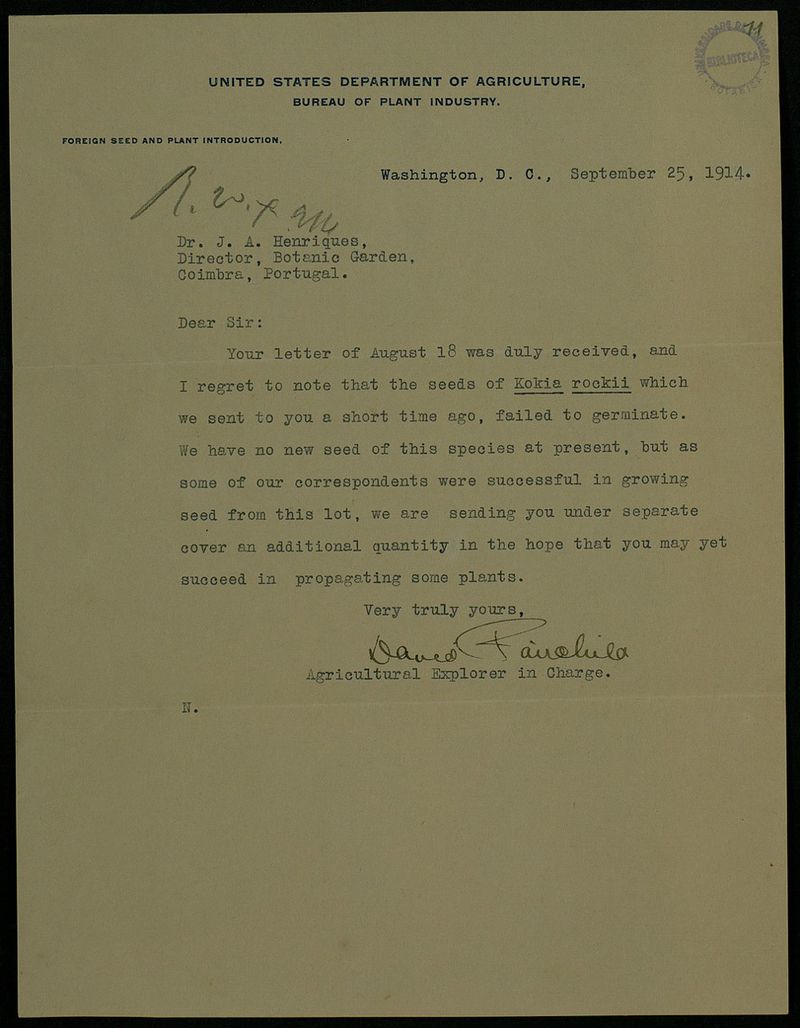 11
BIBLIOTECA
UNITED STATES DEPARTMENT OF AGRICULTURE,
BUREAU OF PLANT INDUSTRY.
FOREIGN SEED AND PLANT INTRODUCTION.
Washington, D. C., September 25, 1914.
Dr. J. A. Henriques,
Director, Botanic Garden,
Coimbra, Portugal.
Dear Sir:
Your letter of August 18 was duly received, and
I regret to note that the seeds of Kokia rockii which
we sent to you a short time ago, failed to germinate.
We have no new seed of this species at present, but as
some of our correspondents were successful in growing
seed from this lot, we are sending you under separate
cover an additional quantity in the hope that you may yet
succeed in propagating some plants.
Very truly yours,
David Fairchild
Agricultural Explorer in Charge.
N.